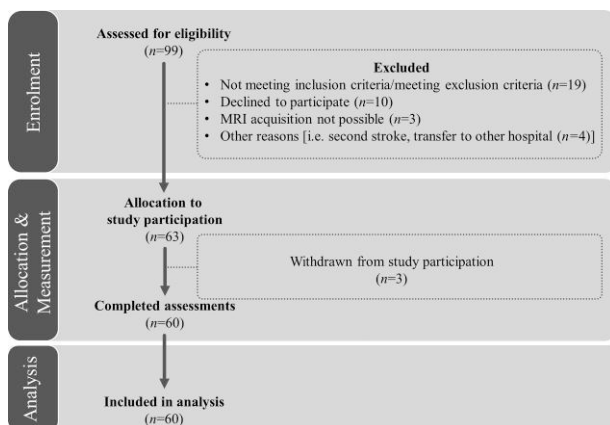 Enrolment
Assessed for eligibility
(n=99)
Excluded
• Not meeting inclusion criteria/meeting exclusion criteria (n=19)
• Declined to participate (n=10)
• MRI acquisition not possible (n=3)
• Other reasons [i.e. second stroke, transfer to other hospital (n=4)]
Allocation &
Measurement
Allocation to
study participation
(n=63)
Withdrawn from study participation
(n=3)
Completed assessments
(n=60)
Analysis
Included in analysis
(n=60)